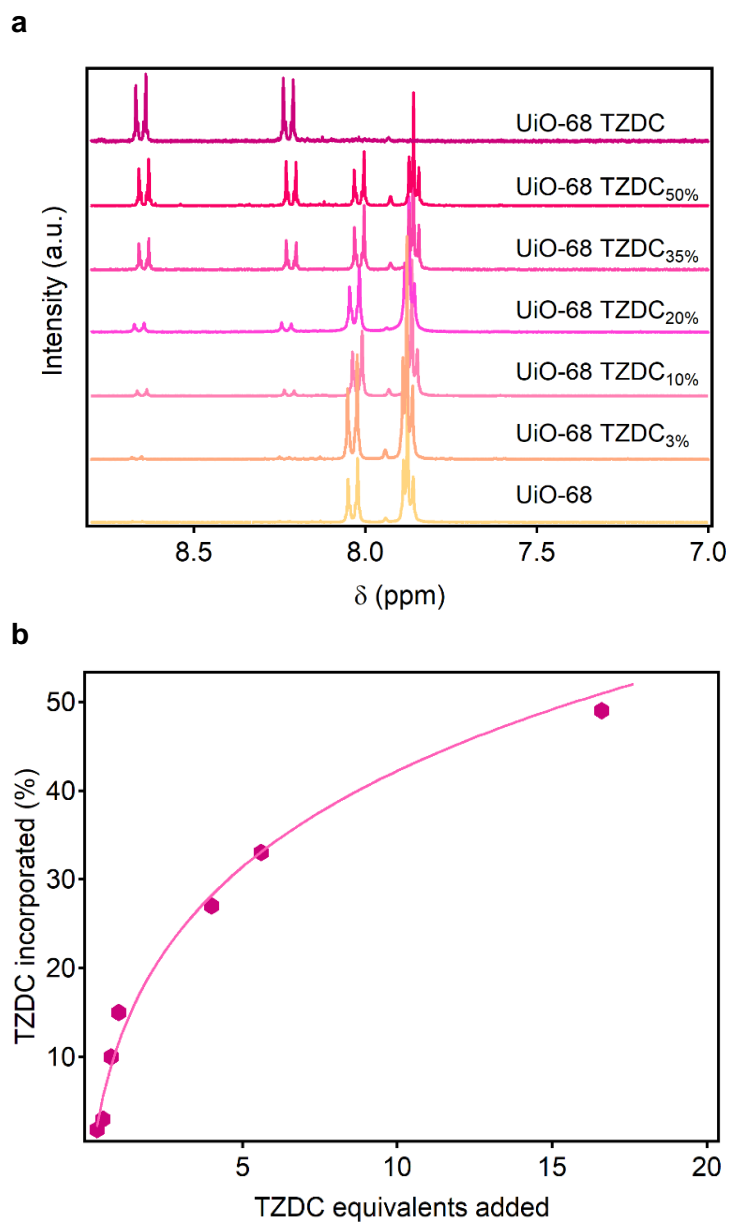 a
Intensity (a.u.)
UiO-68 TZDC
UiO-68 TZDC50%
UiO-68 TZDC35%
UiO-68 TZDC20%
UiO-68 TZDC10%
UiO-68 TZDC3%
UiO-68
8.5 8.0 7.5 7.0
δ (ppm)
b
TZDC incorporated (%)
50
40
30
20
10
5 10 15 20
TZDC equivalents added